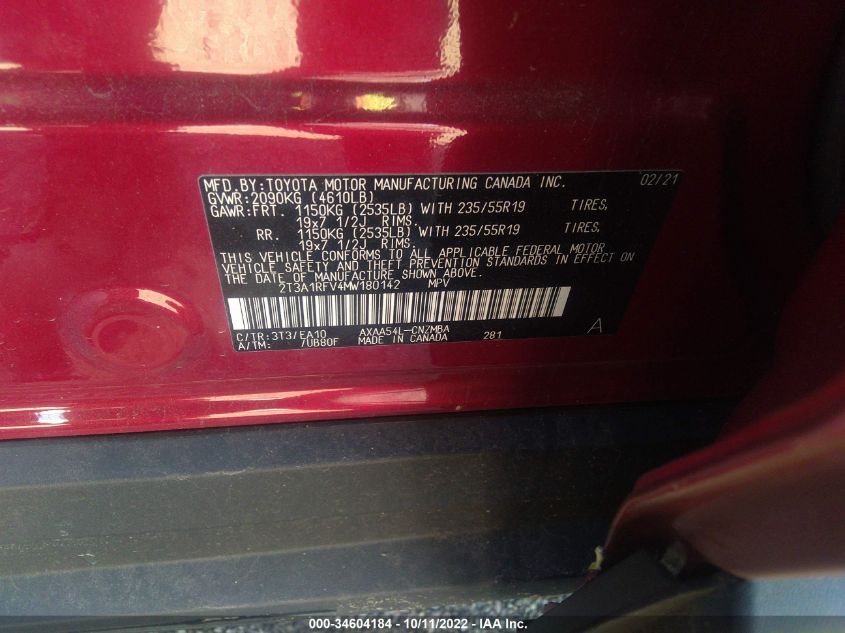 MFD.BY:TOYOTA MOTOR MANUFACTURING CANADA INC. 02/21
GVWR:2090KG (4610LB)
GAWR:FRT. 1150KG (2535LB) WITH 235/55R19 TIRES,
19x7 1/2J RIMS.
RR. 1150KG (2535LB) WITH 235/55R19 TIRES,
19x7 1/2J RIMS.
THIS VEHICLE CONFORMS TO ALL APPLICABLE FEDERAL MOTOR
VEHICLE SAFETY AND THEFT PREVENTION STANDARDS IN EFFECT ON
THE DATE OF MANUFACTURE SHOWN ABOVE.
2T3A1RFV4MW180142 MPV
C/TR:3T3/EA10 AXAA54L-CNZMBA
A/TM: /UB80F MADE IN CANADA 281 A
000-34604184 - 10/11/2022 - IAA Inc.